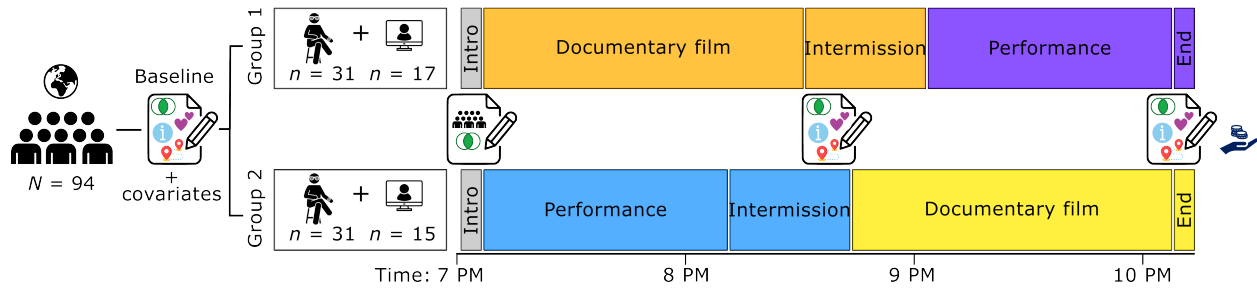 N = 94
Baseline
i
+
covariates
Group 1
+
n = 31 n = 17
Intro
Documentary film
Intermission
Performance
End
i
i
Group 2
+
n = 31 n = 15
Intro
Performance
Intermission
Documentary film
End
Time: 7 PM
8 PM
9 PM
10 PM